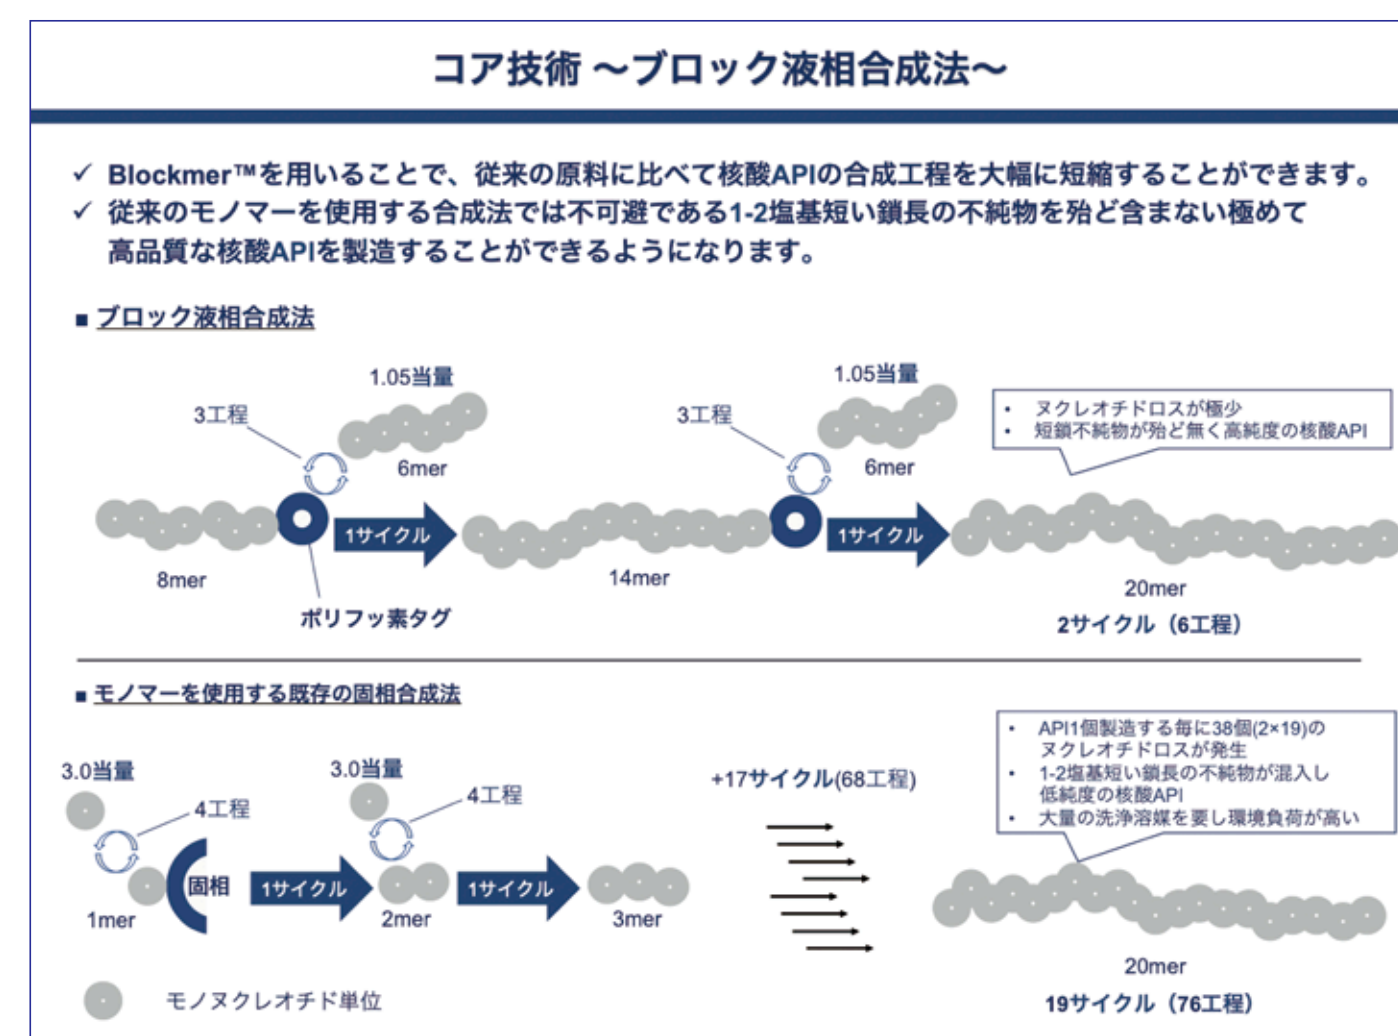 コア技術 ～ブロック液相合成法～
✓ Blockmer™を用いることで、従来の原料に比べて核酸APIの合成工程を大幅に短縮することができます。
✓ 従来のモノマーを使用する合成法では不可避である1-2塩基短い鎖長の不純物を殆ど含まない極めて
高品質な核酸APIを製造することができるようになります。
■ ブロック液相合成法
1.05当量
3工程
6mer
8mer
1サイクル
ポリフッ素タグ
1.05当量
3工程
6mer
14mer
1サイクル
• ヌクレオチドロスが極少
• 短鎖不純物が殆ど無く高純度の核酸API
20mer
2サイクル（6工程）
■ モノマーを使用する既存の固相合成法
3.0当量
4工程
固相
1mer
1サイクル
3.0当量
4工程
2mer
1サイクル
3mer
+17サイクル(68工程)
• API1個製造する毎に38個(2×19)の
ヌクレオチドロスが発生
• 1-2塩基短い鎖長の不純物が混入し
低純度の核酸API
• 大量の洗浄溶媒を要し環境負荷が高い
20mer
19サイクル（76工程）
モノヌクレオチド単位